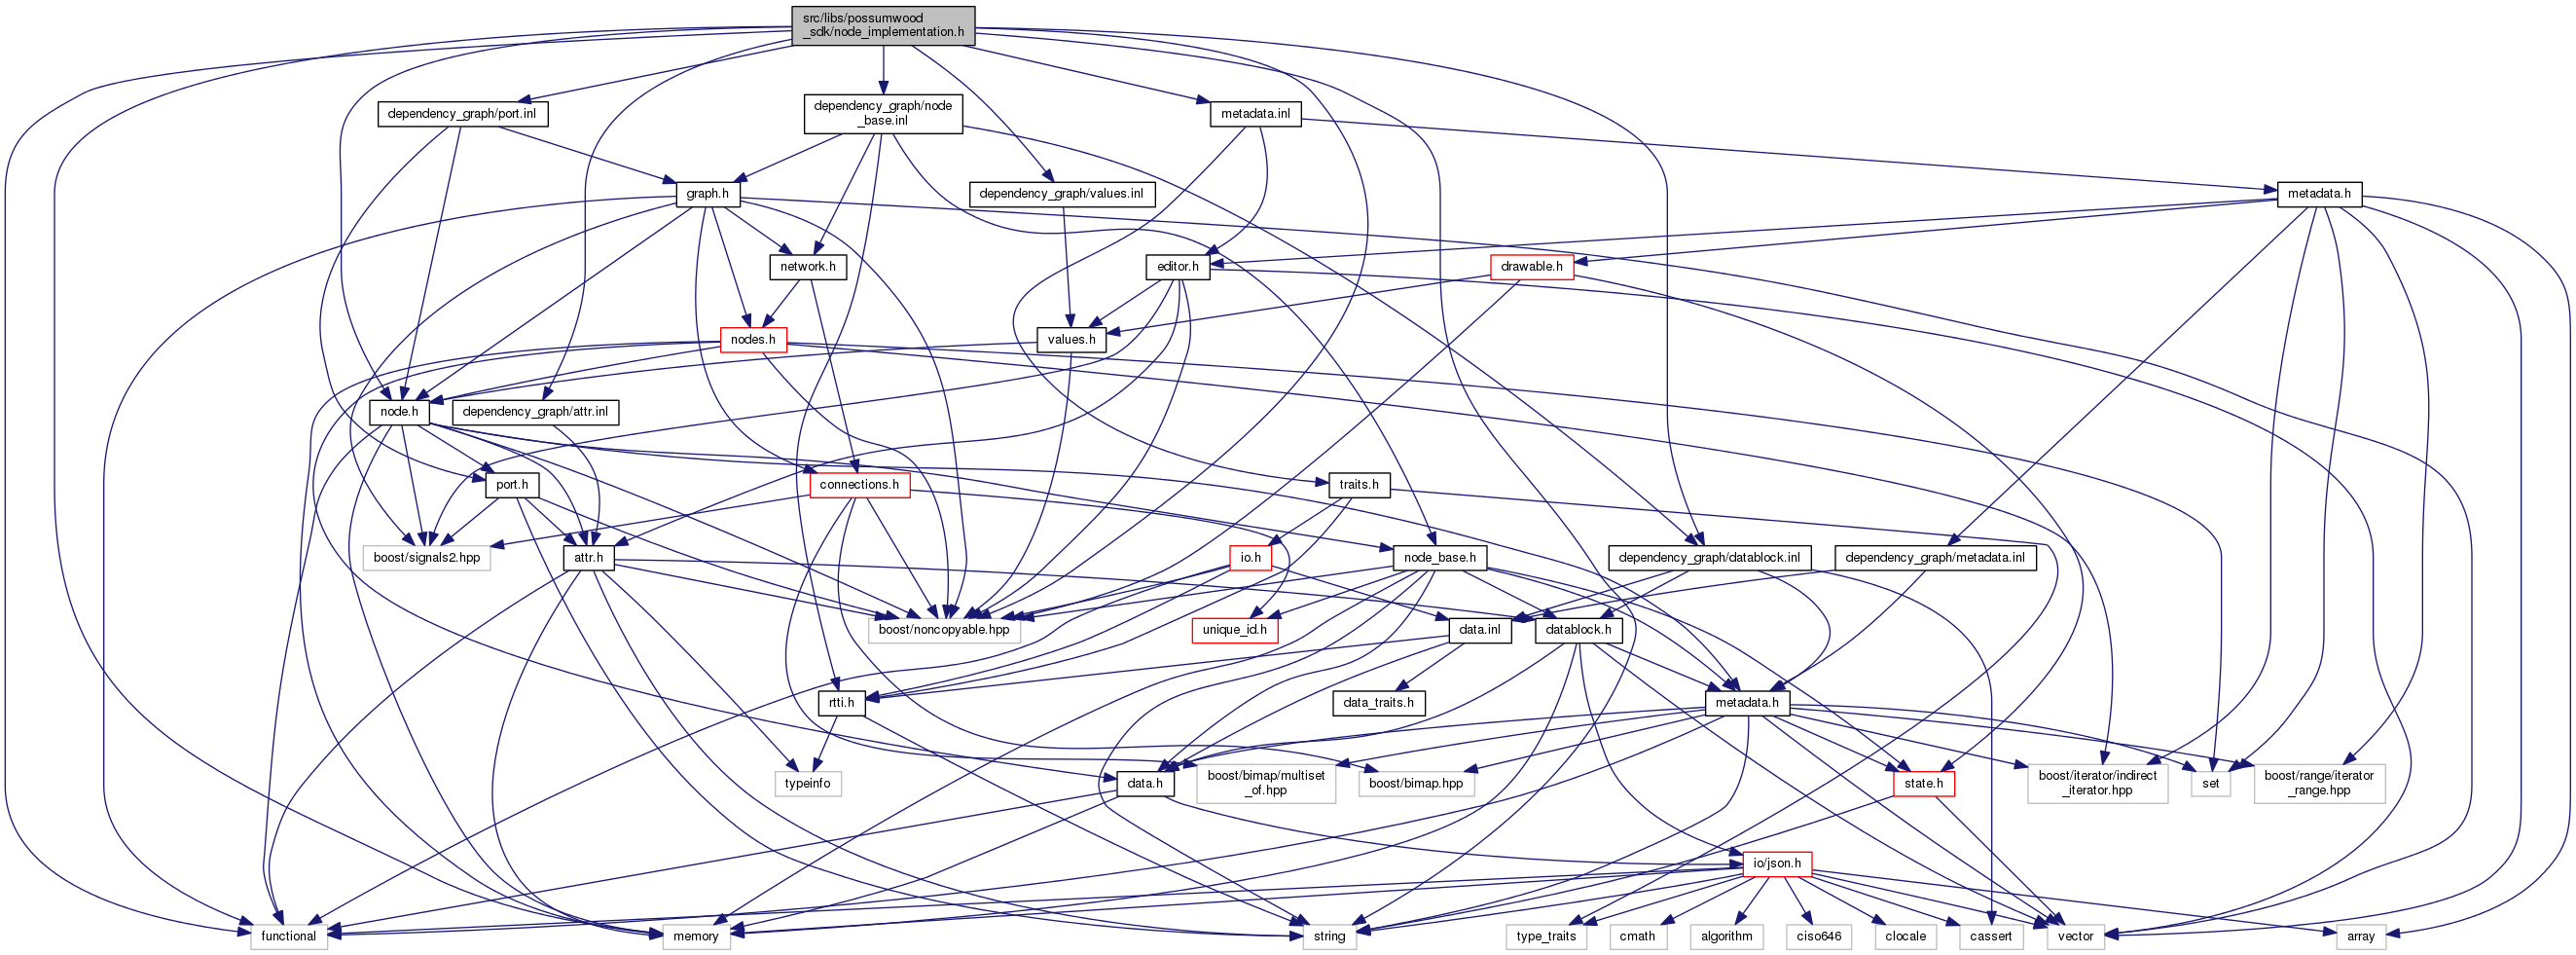 src/libs/possumwood
_sdk/node_implementation.h
dependency_graph/port.inl
dependency_graph/node
_base.inl
metadata.inl
graph.h
dependency_graph/values.inl
metadata.h
network.h
editor.h
drawable.h
nodes.h
values.h
node.h
dependency_graph/attr.inl
port.h
connections.h
traits.h
boost/signals2.hpp
attr.h
io.h
node_base.h
dependency_graph/datablock.inl
dependency_graph/metadata.inl
boost/noncopyable.hpp
unique_id.h
data.inl
datablock.h
rtti.h
data_traits.h
metadata.h
typeinfo
data.h
boost/bimap/multiset
_of.hpp
boost/bimap.hpp
state.h
boost/iterator/indirect
_iterator.hpp
set
boost/range/iterator
_range.hpp
io/json.h
functional
memory
string
type_traits
cmath
algorithm
ciso646
clocale
cassert
vector
array